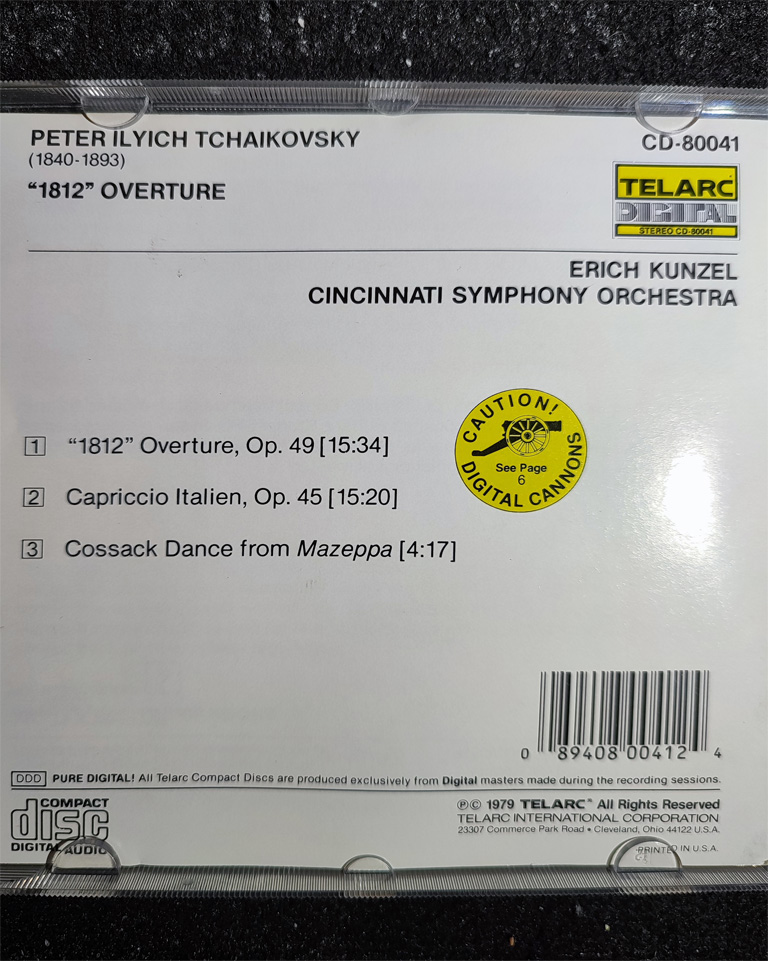 PETER ILYICH TCHAIKOVSKY
(1840-1893)
“1812” OVERTURE
CD-80041
TELARC
DIGITAL
STEREO CD-80041
ERICH KUNZEL
CINCINNATI SYMPHONY ORCHESTRA
1 “1812” Overture, Op. 49 [15:34]
2 Capriccio Italien, Op. 45 [15:20]
3 Cossack Dance from Mazeppa [4:17]
CAUTION!
See Page
6
DIGITAL CANNONS
0 89408 00412 4
DDD PURE DIGITAL! All Telarc Compact Discs are produced exclusively from Digital masters made during the recording sessions.
COMPACT
disc
DIGITAL AUDIO
℗© 1979 TELARC® All Rights Reserved
TELARC INTERNATIONAL CORPORATION
23307 Commerce Park Road • Cleveland, Ohio 44122 U.S.A.
PRINTED IN U.S.A.